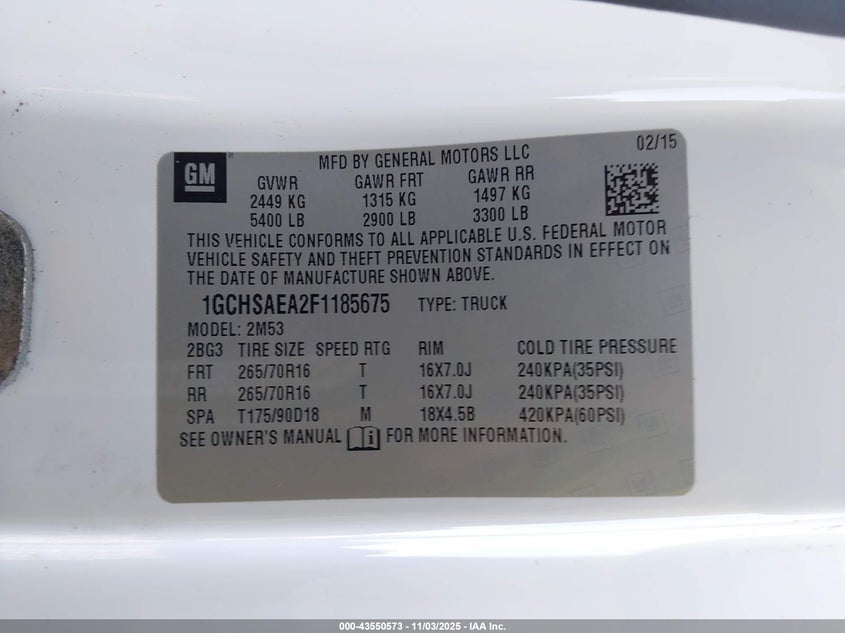 GM
MFD BY GENERAL MOTORS LLC
02/15
GVWR GAWR FRT GAWR RR
2449 KG 1315 KG 1497 KG
5400 LB 2900 LB 3300 LB
THIS VEHICLE CONFORMS TO ALL APPLICABLE U.S. FEDERAL MOTOR
VEHICLE SAFETY AND THEFT PREVENTION STANDARDS IN EFFECT ON
THE DATE OF MANUFACTURE SHOWN ABOVE.
1GCHSAEA2F1185675 TYPE: TRUCK
MODEL: 2M53
2BG3 TIRE SIZE SPEED RTG RIM COLD TIRE PRESSURE
FRT 265/70R16 T 16X7.0J 240KPA(35PSI)
RR 265/70R16 T 16X7.0J 240KPA(35PSI)
SPA T175/90D18 M 18X4.5B 420KPA(60PSI)
SEE OWNER'S MANUAL FOR MORE INFORMATION.
000-43550573 - 11/03/2025 - IAA Inc.